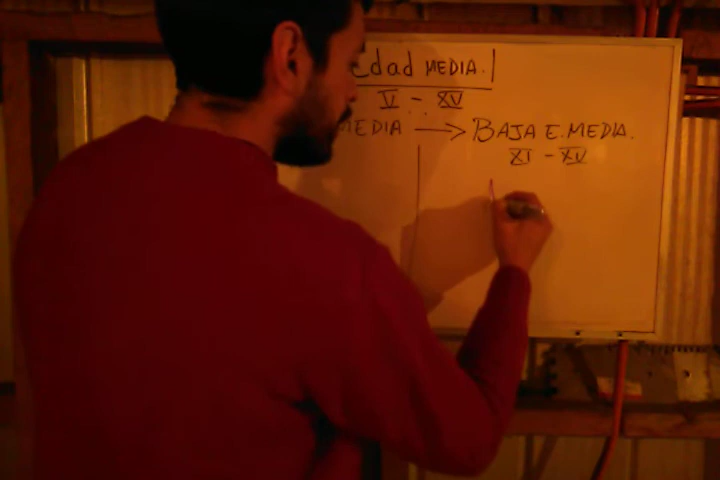 Edad MEDIA.
V - XV
MEDIA → BAJA E. MEDIA.
XI - XV